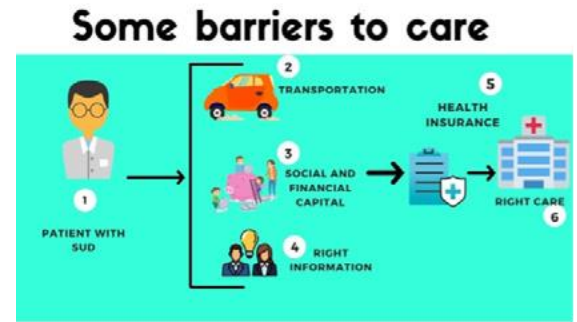 Some barriers to care
1
PATIENT WITH
SUD
2
TRANSPORTATION
3
SOCIAL AND
FINANCIAL
CAPITAL
4
RIGHT
INFORMATION
5
HEALTH
INSURANCE
RIGHT CARE
6